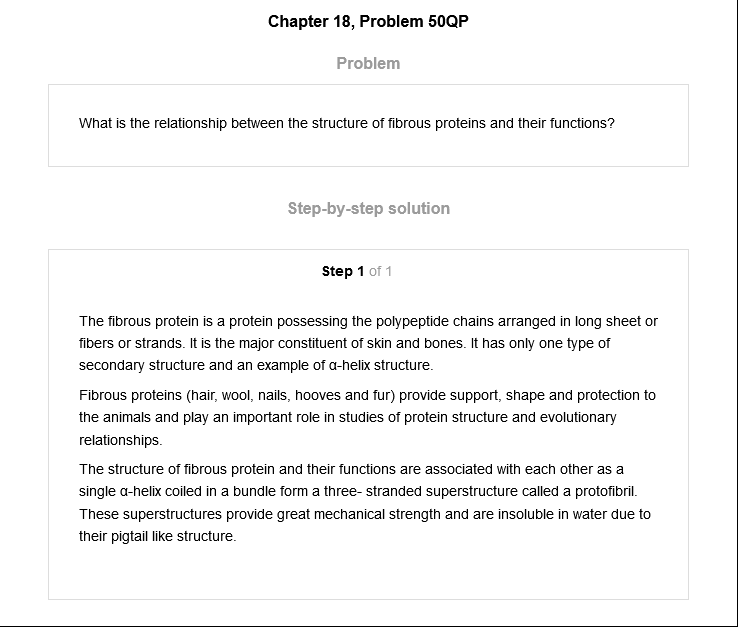 Chapter 18, Problem 50QP
Problem
What is the relationship between the structure of fibrous proteins and their functions?
Step-by-step solution
Step 1 of 1
The fibrous protein is a protein possessing the polypeptide chains arranged in long sheet or
fibers or strands. It is the major constituent of skin and bones. It has only one type of
secondary structure and an example of α-helix structure.
Fibrous proteins (hair, wool, nails, hooves and fur) provide support, shape and protection to
the animals and play an important role in studies of protein structure and evolutionary
relationships.
The structure of fibrous protein and their functions are associated with each other as a
single α-helix coiled in a bundle form a three- stranded superstructure called a protofibril.
These superstructures provide great mechanical strength and are insoluble in water due to
their pigtail like structure.